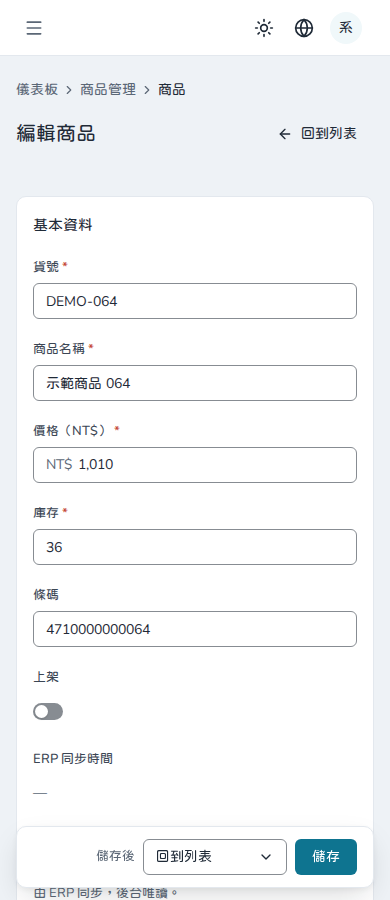 系
儀表板 > 商品管理 > 商品
編輯商品
← 回到列表
基本資料
貨號 *
DEMO-064
商品名稱 *
示範商品 064
價格（NT$）*
NT$ 1,010
庫存 *
36
條碼
4710000000064
上架
ERP 同步時間
—
儲存後
回到列表
儲存
由 ERP 同步，後台唯讀。